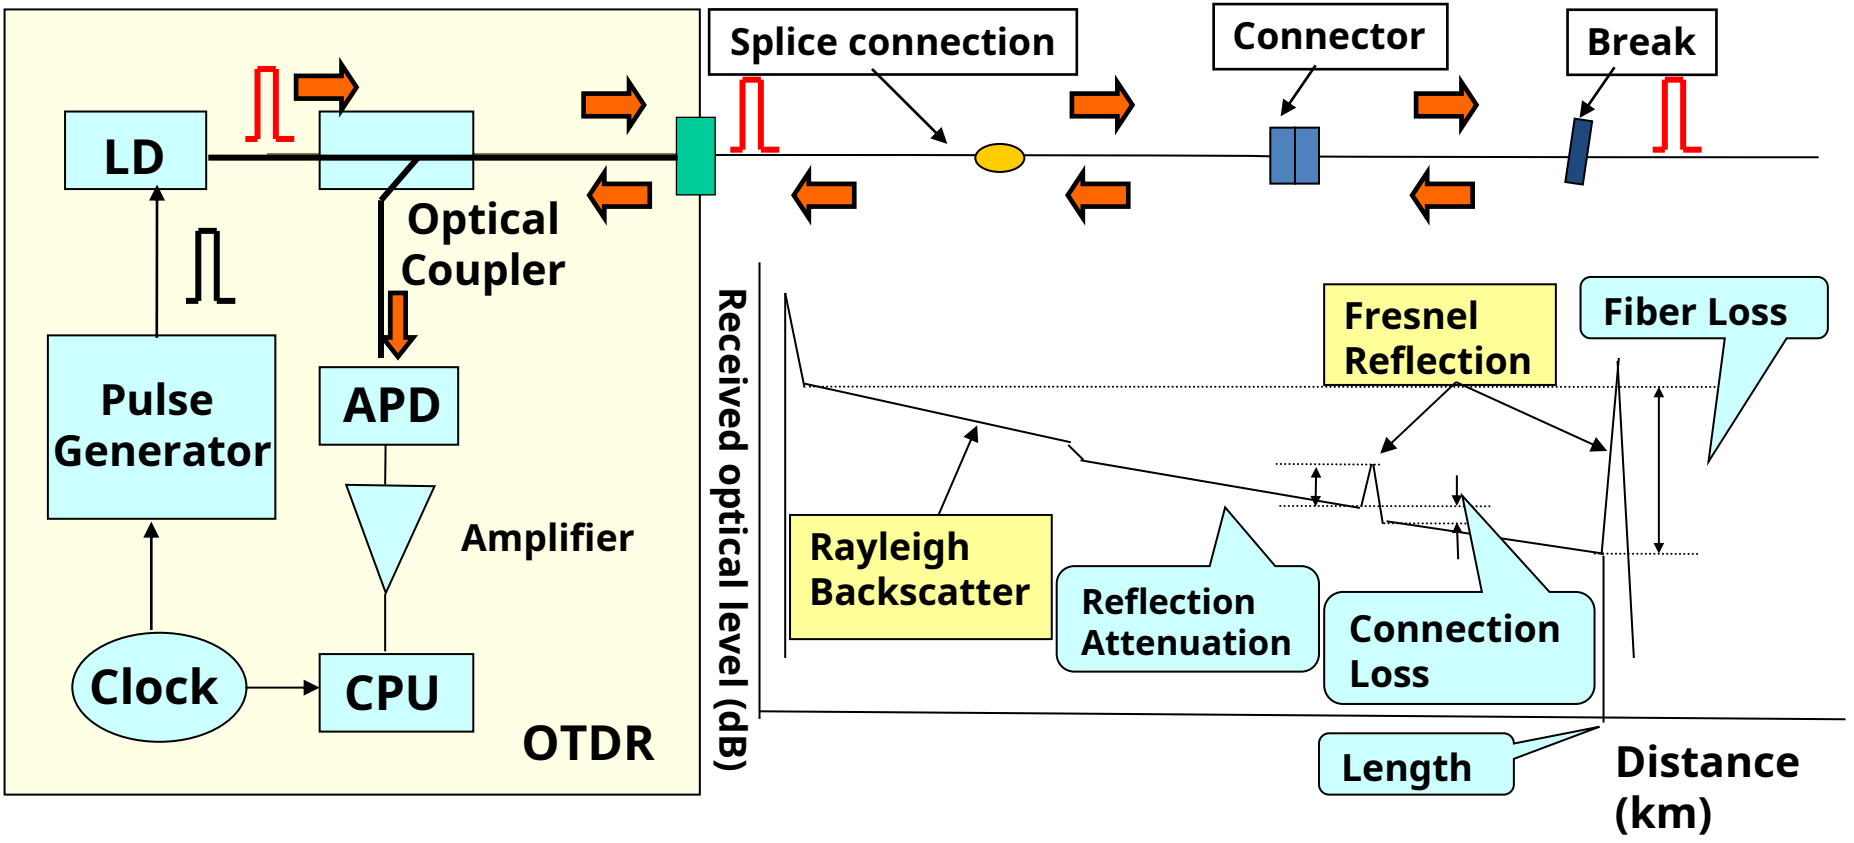 Splice connection
Connector
Break
LD
Optical
Coupler
Pulse
Generator
APD
Amplifier
Clock
CPU
OTDR
Received optical level (dB)
Fresnel
Reflection
Fiber Loss
Rayleigh
Backscatter
Reflection
Attenuation
Connection
Loss
Length
Distance
(km)